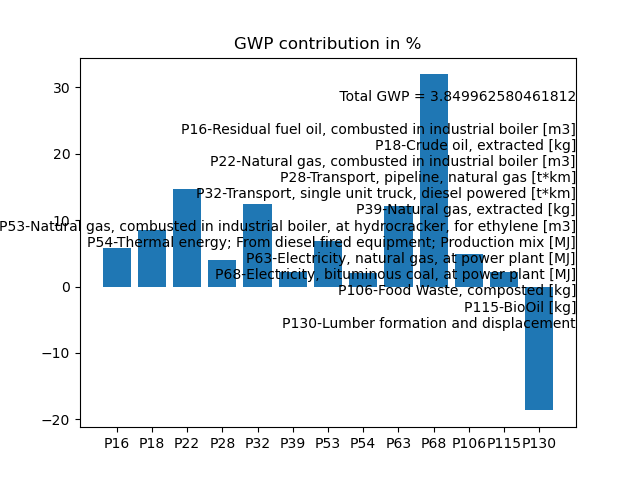 GWP contribution in %
30
20
10
0
−10
−20
Total GWP = 3.849962580461812
P16-Residual fuel oil, combusted in industrial boiler [m3]
P18-Crude oil, extracted [kg]
P22-Natural gas, combusted in industrial boiler [m3]
P28-Transport, pipeline, natural gas [t*km]
P32-Transport, single unit truck, diesel powered [t*km]
P39-Natural gas, extracted [kg]
P53-Natural gas, combusted in industrial boiler, at hydrocracker, for ethylene [m3]
P54-Thermal energy; From diesel fired equipment; Production mix [MJ]
P63-Electricity, natural gas, at power plant [MJ]
P68-Electricity, bituminous coal, at power plant [MJ]
P106-Food Waste, composted [kg]
P115-BioOil [kg]
P130-Lumber formation and displacement
P16 P18 P22 P28 P32 P39 P53 P54 P63 P68 P106 P115 P130